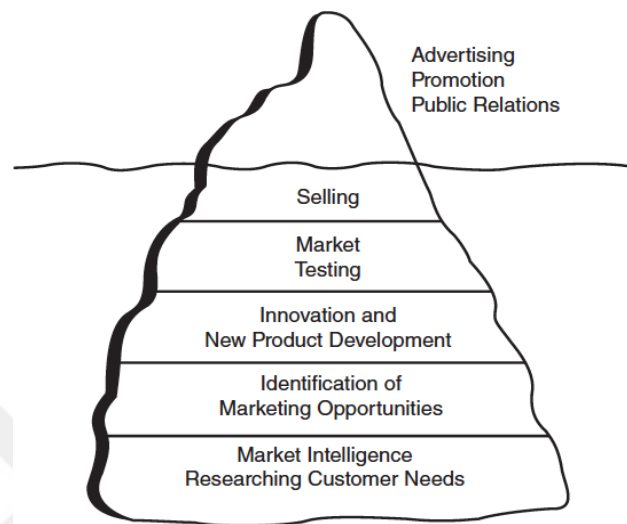 Advertising
Promotion
Public Relations
Selling
Market
Testing
Innovation and
New Product Development
Identification of
Marketing Opportunities
Market Intelligence
Researching Customer Needs